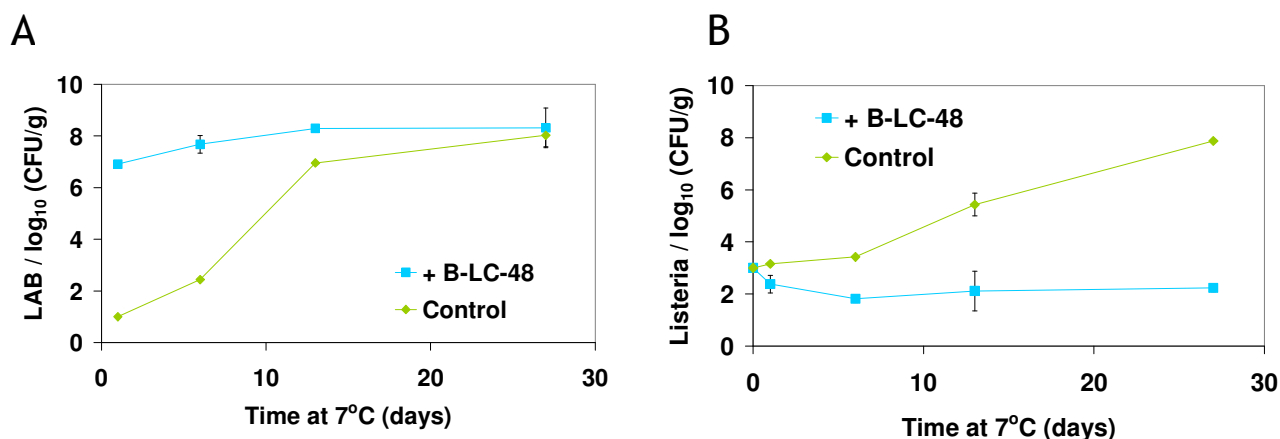 A
LAB / log₁₀ (CFU/g)
10
8
6
4
2
0
+ B-LC-48
Control
0 10 20 30
Time at 7°C (days)
B
Listeria / log₁₀ (CFU/g)
10
8
6
4
2
0
+ B-LC-48
Control
0 10 20 30
Time at 7°C (days)